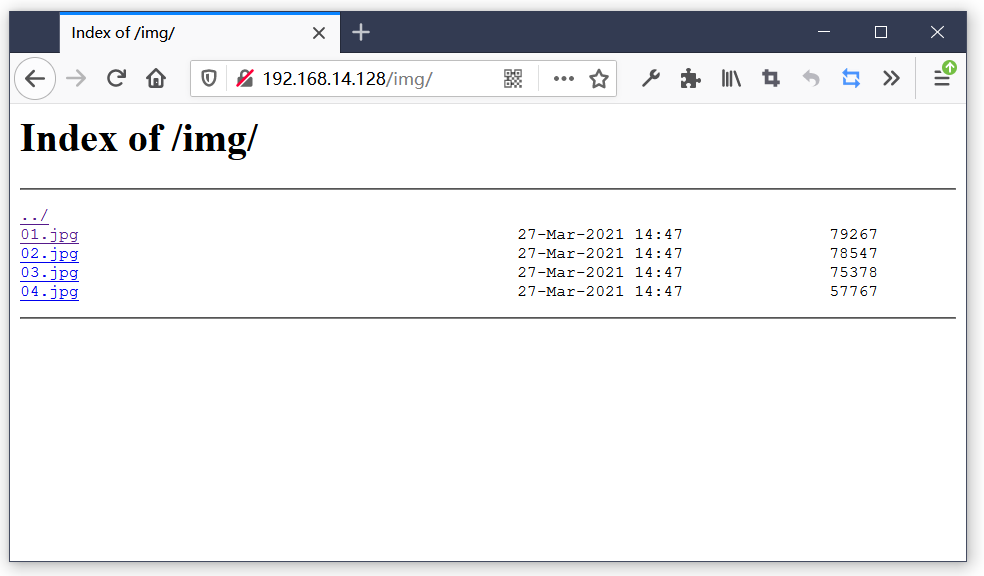 Index of /img/
192.168.14.128/img/
Index of /img/
../
01.jpg 27-Mar-2021 14:47 79267
02.jpg 27-Mar-2021 14:47 78547
03.jpg 27-Mar-2021 14:47 75378
04.jpg 27-Mar-2021 14:47 57767